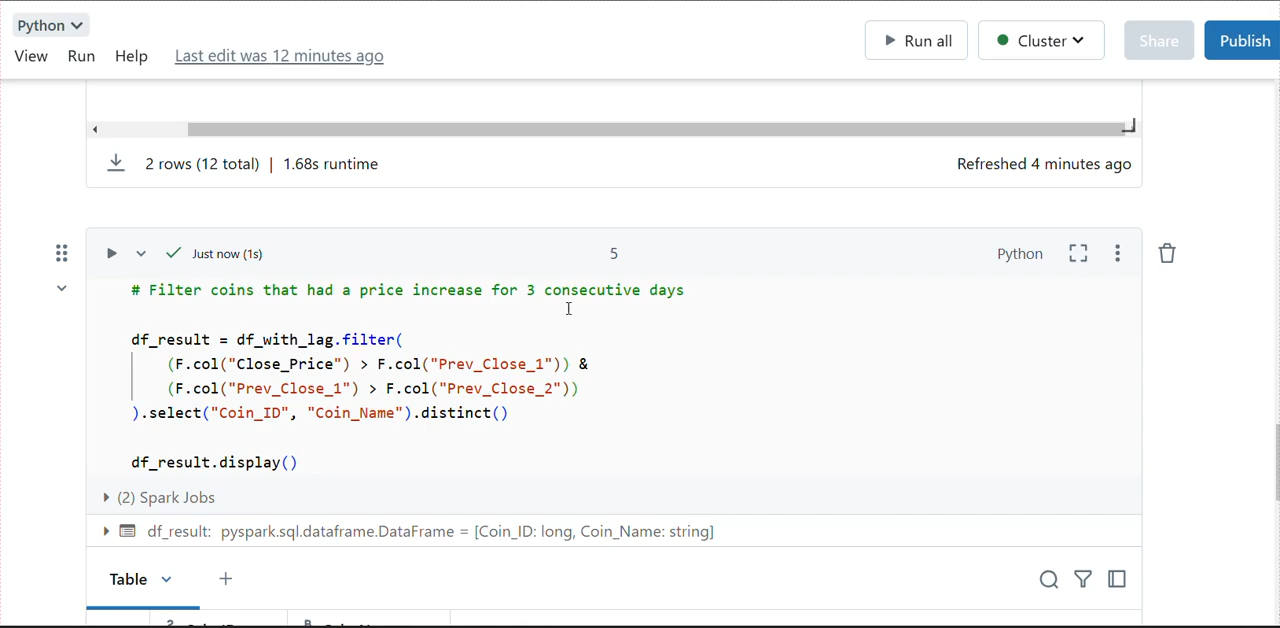 Python
View Run Help Last edit was 12 minutes ago
Run all Cluster Share Publish
2 rows (12 total) | 1.68s runtime Refreshed 4 minutes ago
Just now (1s) 5 Python
# Filter coins that had a price increase for 3 consecutive days
df_result = df_with_lag.filter(
(F.col("Close_Price") > F.col("Prev_Close_1")) &
(F.col("Prev_Close_1") > F.col("Prev_Close_2"))
).select("Coin_ID", "Coin_Name").distinct()
df_result.display()
(2) Spark Jobs
df_result: pyspark.sql.dataframe.DataFrame = [Coin_ID: long, Coin_Name: string]
Table +